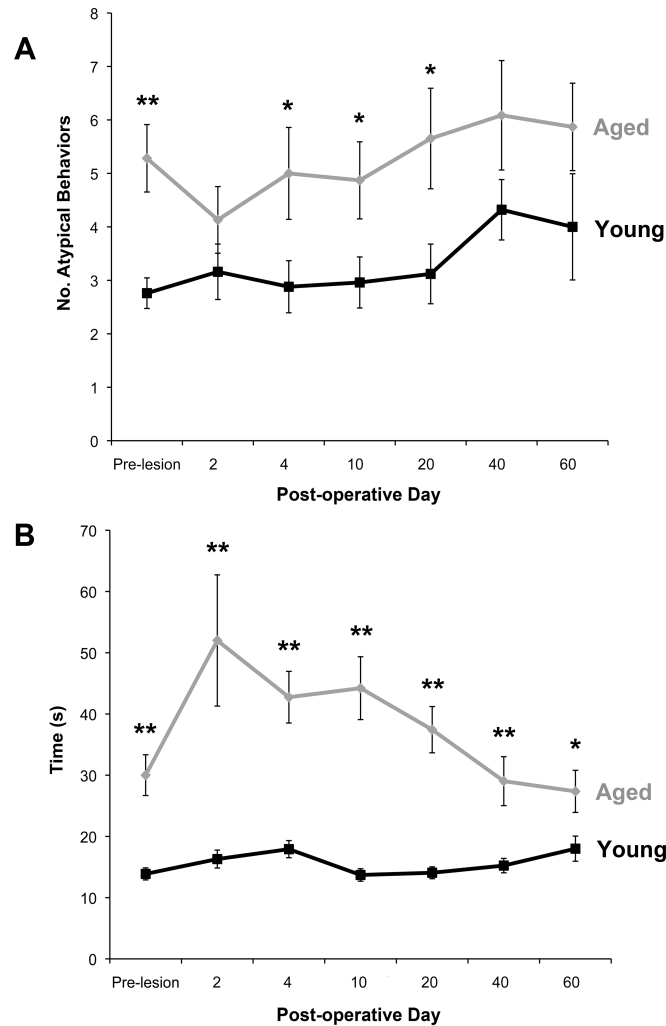 A
8
7
6
5
4
3
2
1
0
No. Atypical Behaviors
**
*
*
*
Aged
Young
Pre-lesion 2 4 10 20 40 60
Post-operative Day
B
70
60
50
40
30
20
10
0
Time (s)
**
**
**
**
**
**
*
Aged
Young
Pre-lesion 2 4 10 20 40 60
Post-operative Day